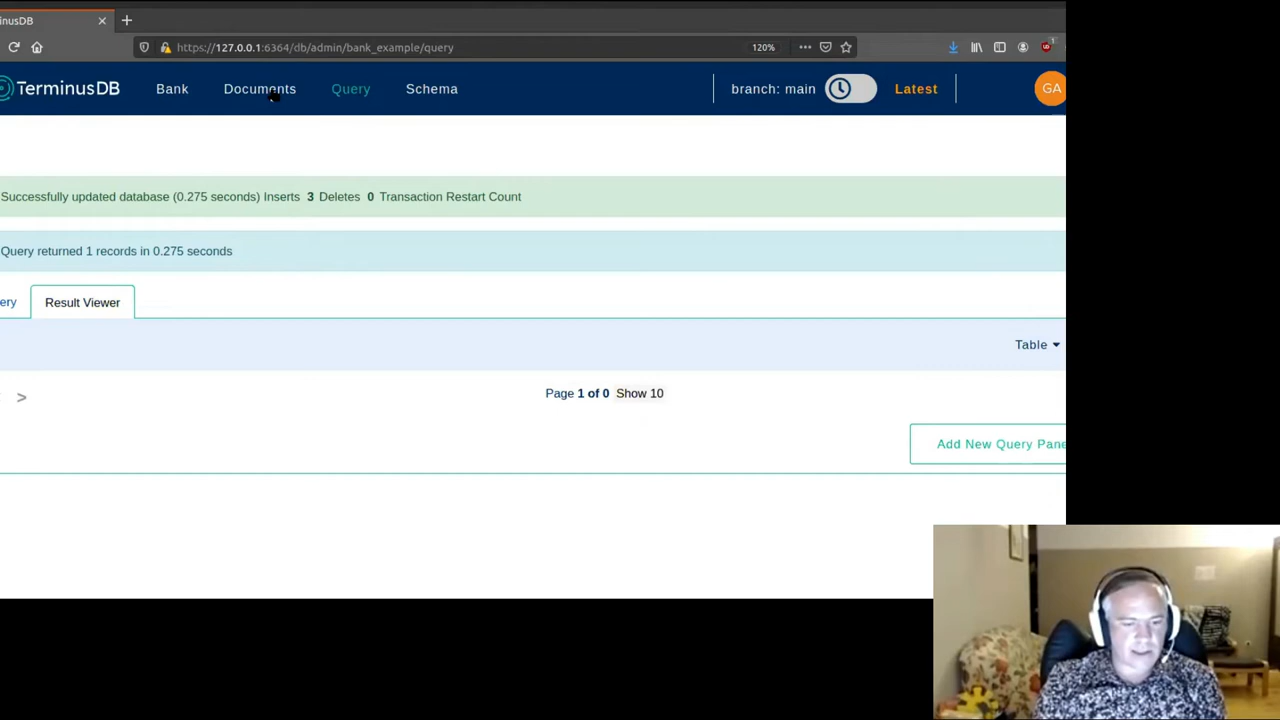 inusDB
https://127.0.0.1:6364/db/admin/bank_example/query 120%
TerminusDB Bank Documents Query Schema branch: main Latest GA
Successfully updated database (0.275 seconds) Inserts 3 Deletes 0 Transaction Restart Count
Query returned 1 records in 0.275 seconds
ery Result Viewer
Table
> Page 1 of 0 Show 10
Add New Query Pane